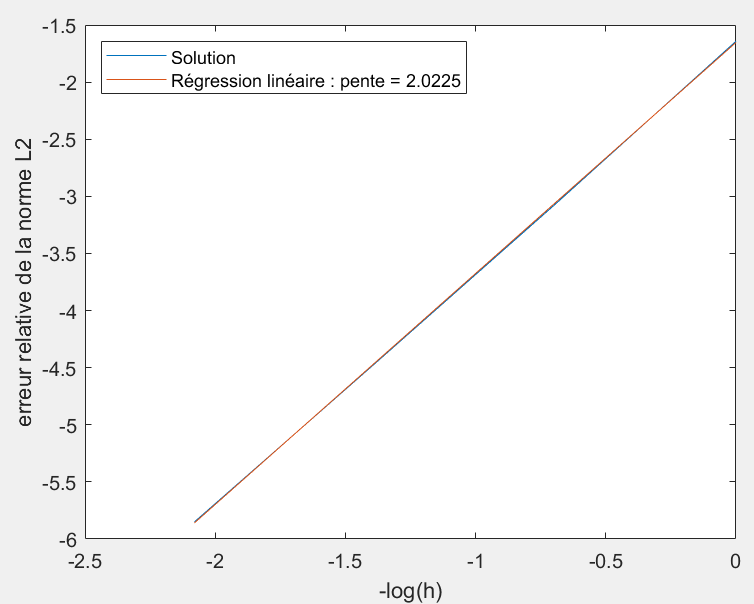 -1.5
-2
-2.5
-3
-3.5
-4
-4.5
-5
-5.5
-6
erreur relative de la norme L2
Solution
Régression linéaire : pente = 2.0225
-2.5 -2 -1.5 -1 -0.5 0
-log(h)